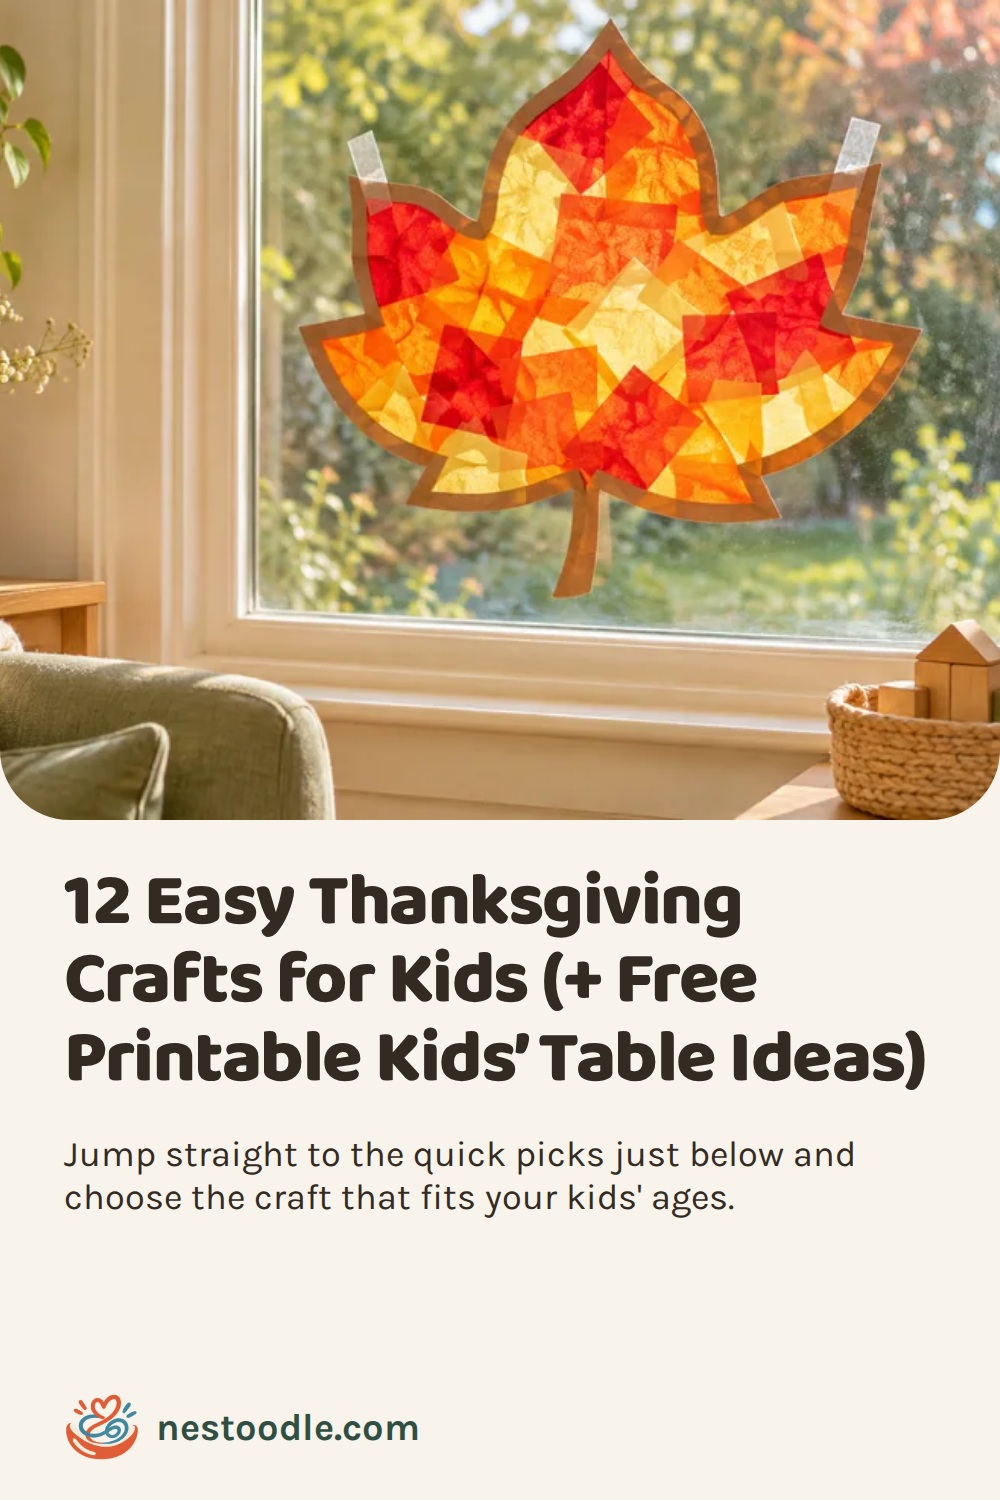 12 Easy Thanksgiving
Crafts for Kids (+ Free
Printable Kids’ Table Ideas)
Jump straight to the quick picks just below and
choose the craft that fits your kids' ages.
nestoodle.com